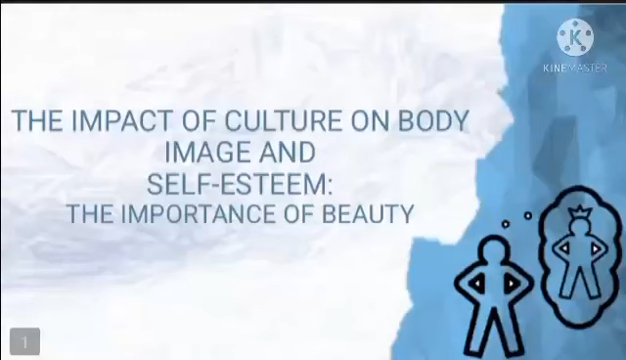 K
KINEMASTER
THE IMPACT OF CULTURE ON BODY
IMAGE AND
SELF-ESTEEM:
THE IMPORTANCE OF BEAUTY
1